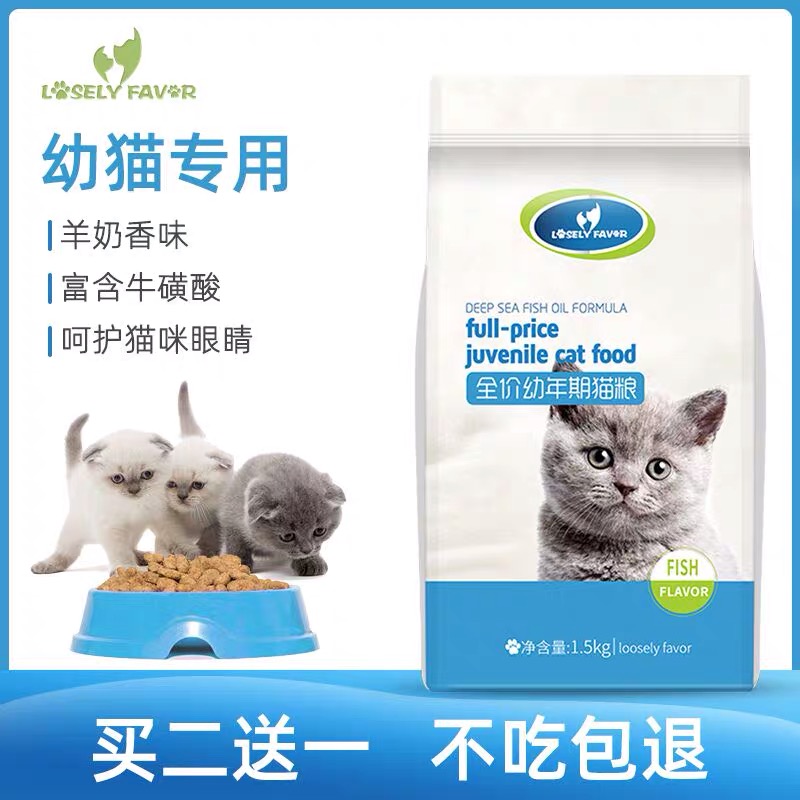 LOSELY FAVOR
幼猫专用
羊奶香味
富含牛磺酸
呵护猫咪眼睛
LOSELY FAVOR
DEEP SEA FISH OIL FORMULA
full-price
juvenile cat food
全价幼年期猫粮
FISH
FLAVOR
净含量:1.5kg | loosely favor
买二送一 不吃包退